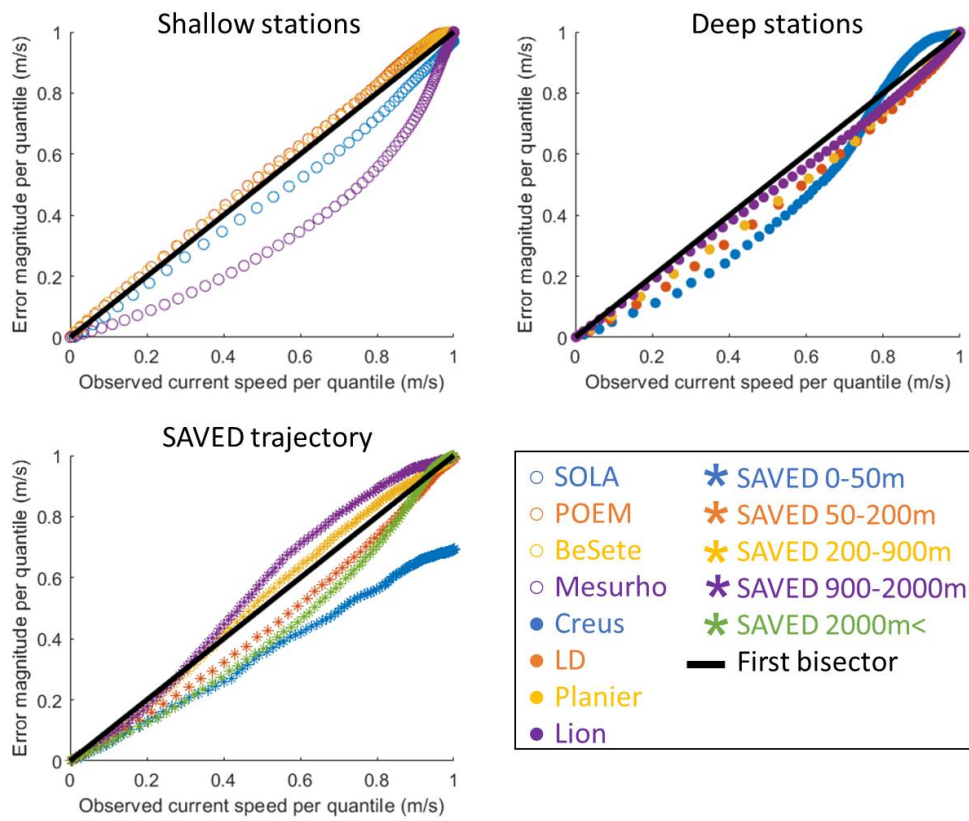 Shallow stations
Error magnitude per quantile (m/s)
1
0.8
0.6
0.4
0.2
0
0 0.2 0.4 0.6 0.8 1
Observed current speed per quantile (m/s)
Deep stations
Error magnitude per quantile (m/s)
1
0.8
0.6
0.4
0.2
0
0 0.2 0.4 0.6 0.8 1
Observed current speed per quantile (m/s)
SAVED trajectory
Error magnitude per quantile (m/s)
1
0.8
0.6
0.4
0.2
0
0 0.2 0.4 0.6 0.8 1
Observed current speed per quantile (m/s)
SOLA
POEM
BeSete
Mesurho
Creus
LD
Planier
Lion
SAVED 0-50m
SAVED 50-200m
SAVED 200-900m
SAVED 900-2000m
SAVED 2000m<
First bisector